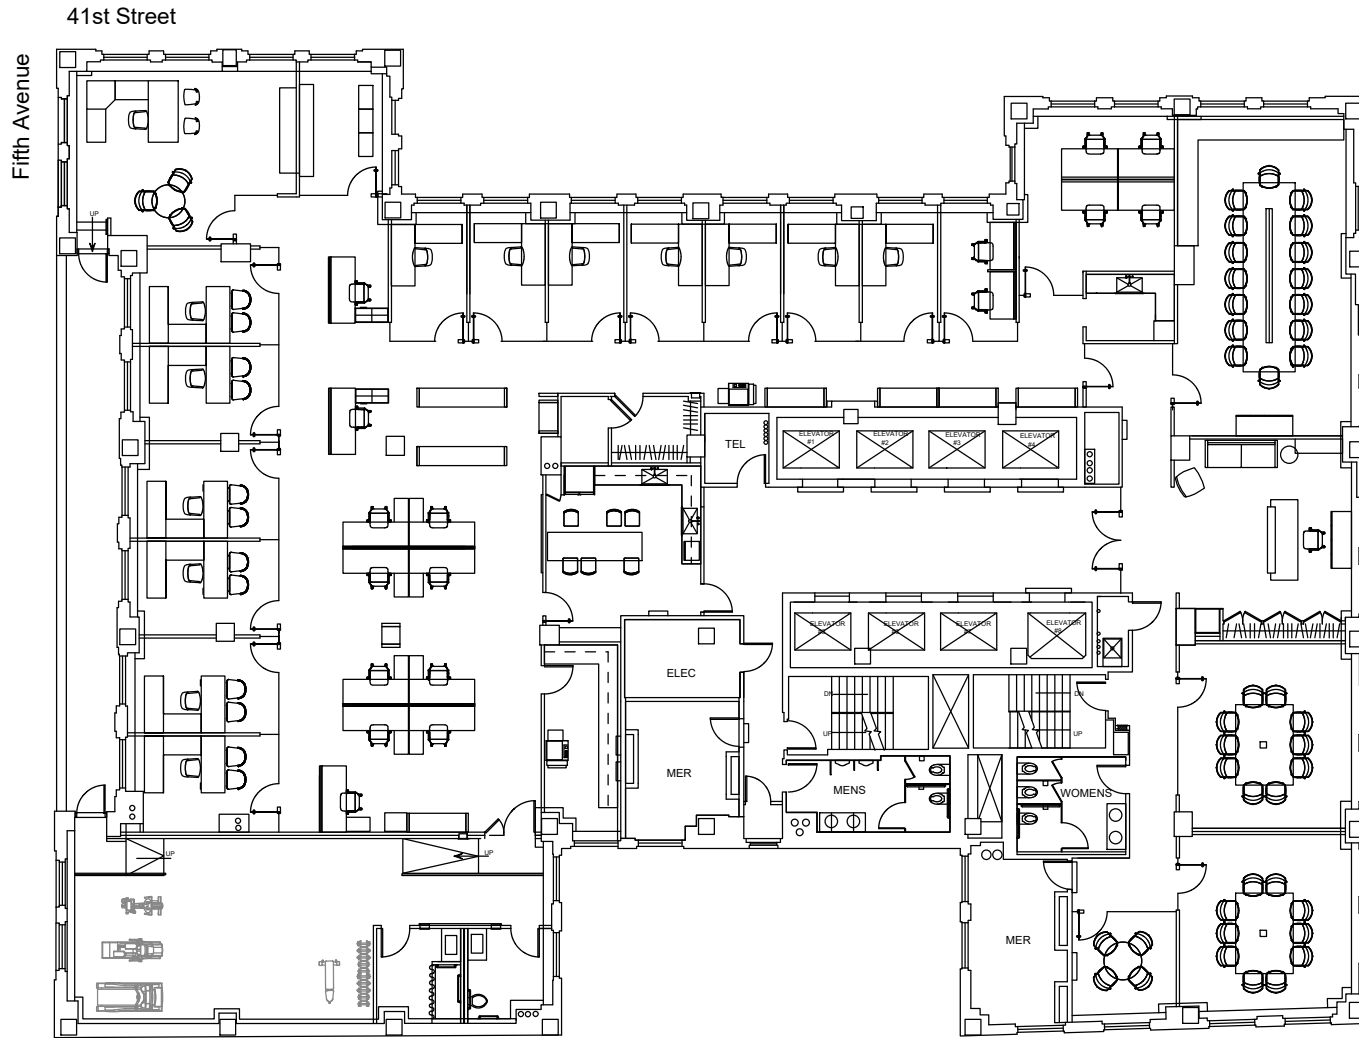 41st Street
Fifth Avenue
UP
TEL
ELEVATOR
#1
ELEVATOR
#2
ELEVATOR
#3
ELEVATOR
#4
ELEVATOR
ELEVATOR
ELEVATOR
ELEVATOR
#8
ELEC
DN
DN
UP
UP
MER
MENS
WOMENS
UP
UP
MER